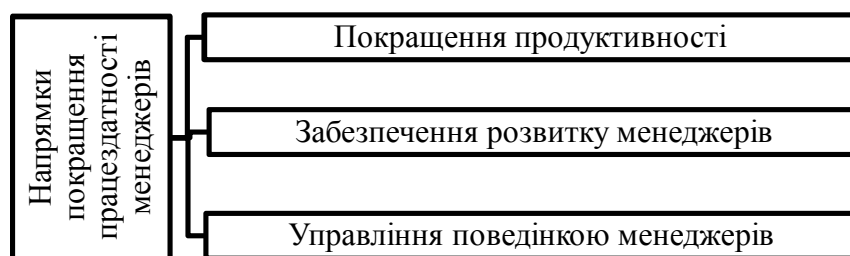 Напрямки
покращення
працездатності
менеджерів
Покращення продуктивності
Забезпечення розвитку менеджерів
Управління поведінкою менеджерів